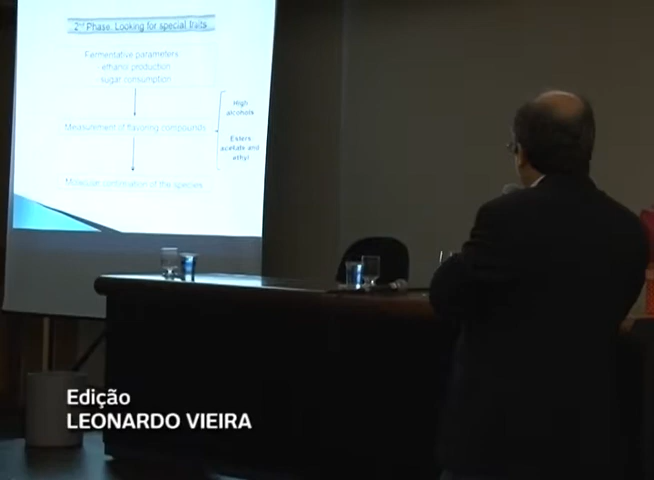 2nd Phase. Looking for special traits
Fermentative parameters
ethanol production
sugar consumption
High
alcohols
Measurement of flavoring compounds
Esters
acetate and
ethyl
Molecular confirmation of the species
Edição
LEONARDO VIEIRA